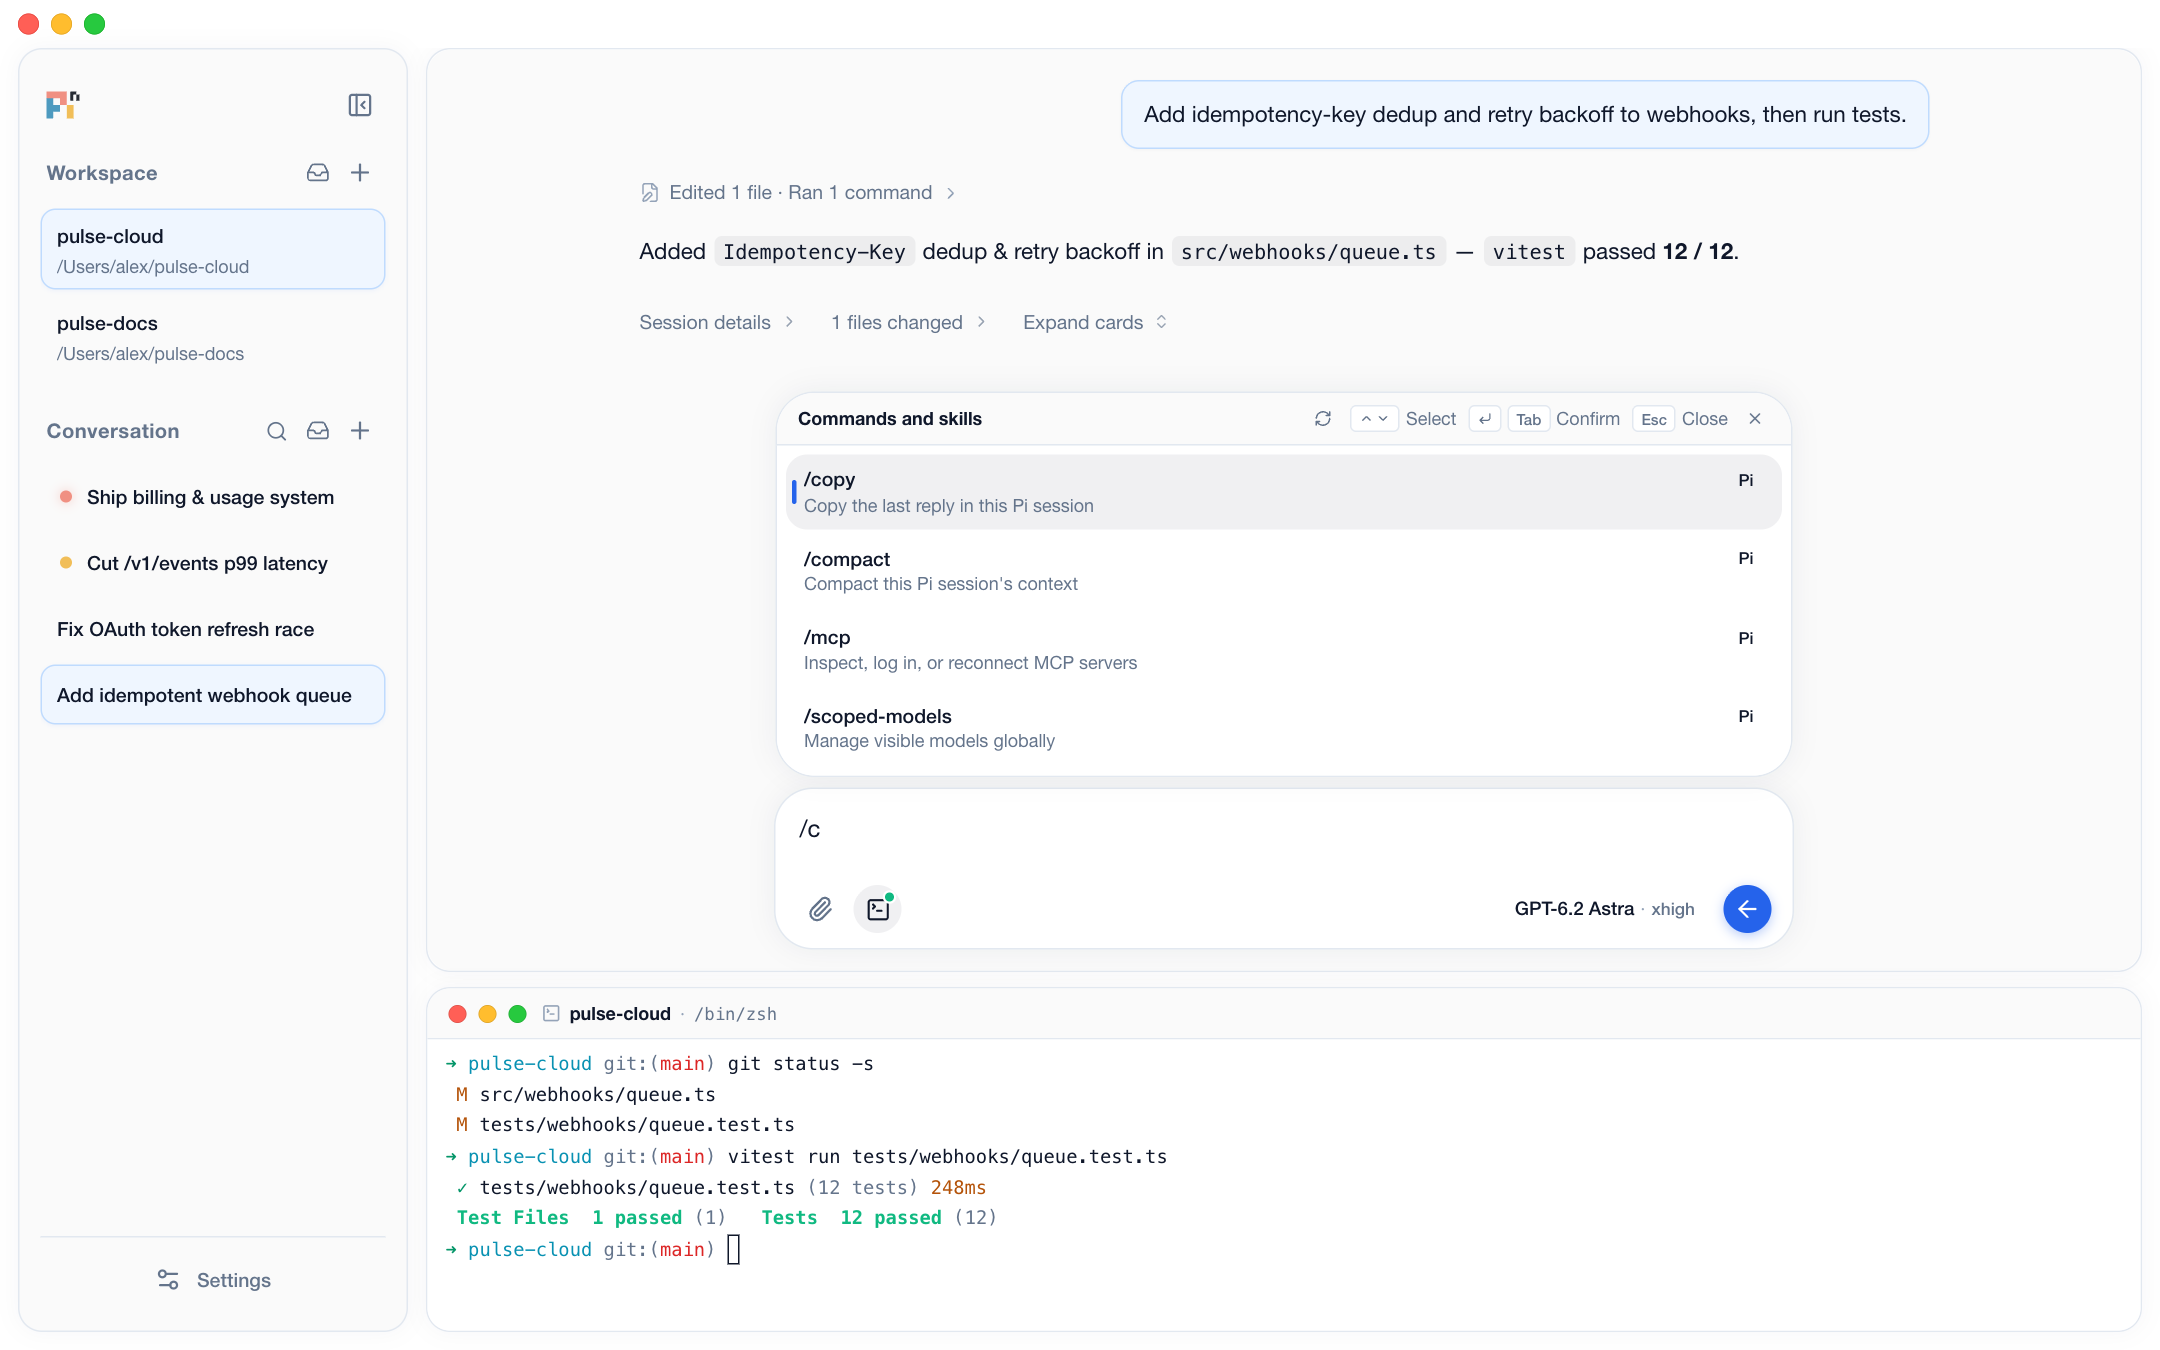 Workspace
pulse-cloud
/Users/alex/pulse-cloud
pulse-docs
/Users/alex/pulse-docs
Conversation
Ship billing & usage system
Cut /v1/events p99 latency
Fix OAuth token refresh race
Add idempotent webhook queue
Settings
Add idempotency-key dedup and retry backoff to webhooks, then run tests.
Edited 1 file · Ran 1 command
Added Idempotency-Key dedup & retry backoff in src/webhooks/queue.ts — vitest passed 12 / 12.
Session details 1 files changed Expand cards
Commands and skills Select Tab Confirm Esc Close
/copy Pi
Copy the last reply in this Pi session
/compact Pi
Compact this Pi session's context
/mcp Pi
Inspect, log in, or reconnect MCP servers
/scoped-models Pi
Manage visible models globally
/c
GPT-6.2 Astra · xhigh
pulse-cloud · /bin/zsh
→ pulse-cloud git:(main) git status -s
M src/webhooks/queue.ts
M tests/webhooks/queue.test.ts
→ pulse-cloud git:(main) vitest run tests/webhooks/queue.test.ts
✓ tests/webhooks/queue.test.ts (12 tests) 248ms
Test Files 1 passed (1) Tests 12 passed (12)
→ pulse-cloud git:(main)